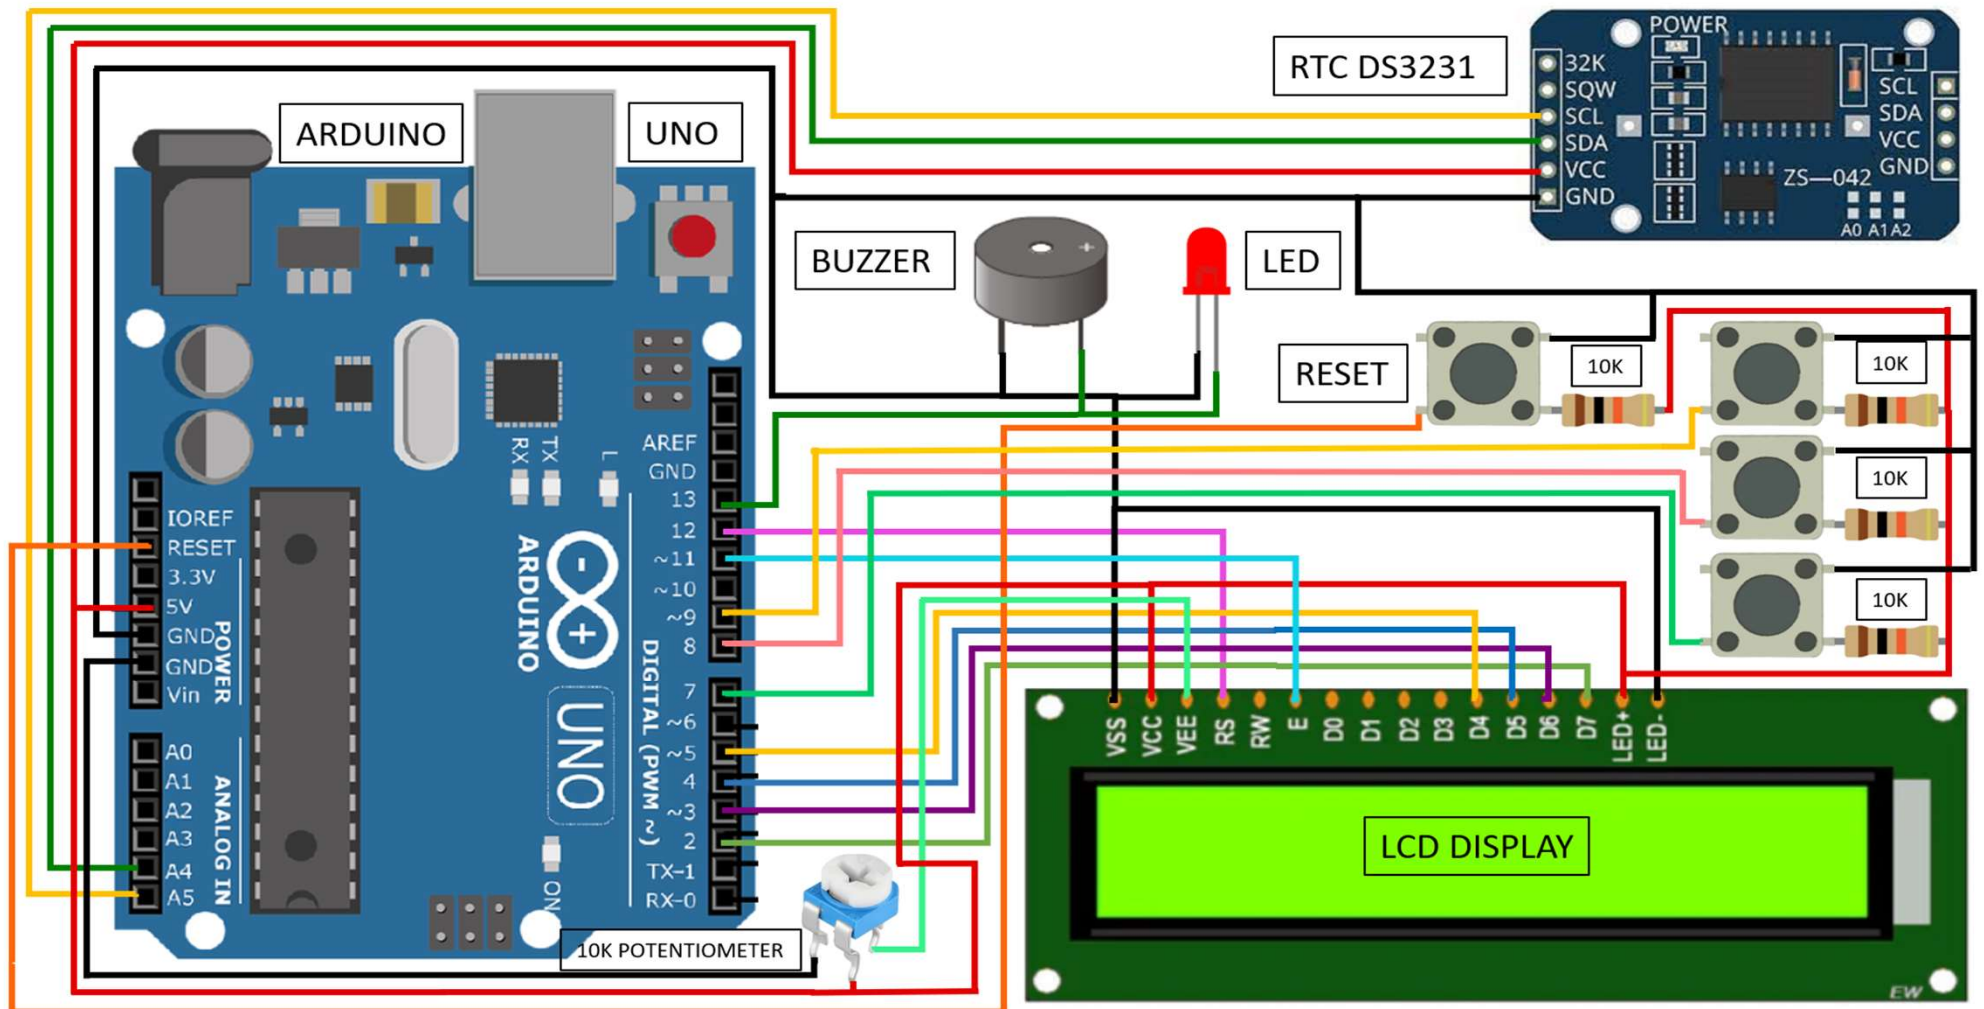 RTC DS3231
POWER
32K
SQW
SCL
SDA
VCC
GND
SCL
SDA
VCC
GND
ZS—042
A0 A1 A2
ARDUINO
UNO
BUZZER
LED
RESET
10K
10K
10K
10K
IOREF
RESET
3.3V
5V
GND
GND
Vin
POWER
A0
A1
A2
A3
A4
A5
ANALOG IN
RX
TX
L
ARDUINO
UNO
ON
AREF
GND
13
12
~11
~10
~9
8
7
~6
~5
4
~3
2
TX-1
RX-0
DIGITAL (PWM ~)
10K POTENTIOMETER
VSS
VCC
VEE
RS
RW
E
D0
D1
D2
D3
D4
D5
D6
D7
LED+
LED-
LCD DISPLAY
EW